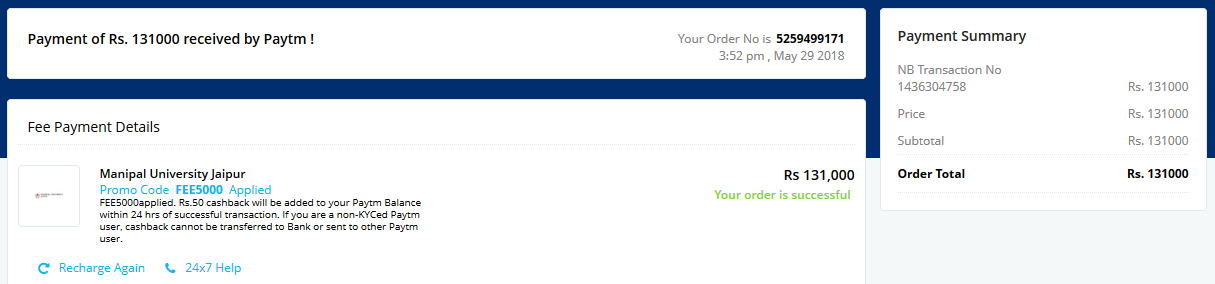 Payment of Rs. 131000 received by Paytm !
Your Order No is 5259499171
3:52 pm , May 29 2018
Fee Payment Details
Manipal University Jaipur
Rs 131,000
Promo Code FEE5000 Applied
Your order is successful
FEE5000applied. Rs.50 cashback will be added to your Paytm Balance
within 24 hrs of successful transaction. If you are a non-KYCed Paytm
user, cashback cannot be transferred to Bank or sent to other Paytm
user.
Recharge Again
24x7 Help
Payment Summary
NB Transaction No
1436304758 Rs. 131000
Price Rs. 131000
Subtotal Rs. 131000
Order Total Rs. 131000